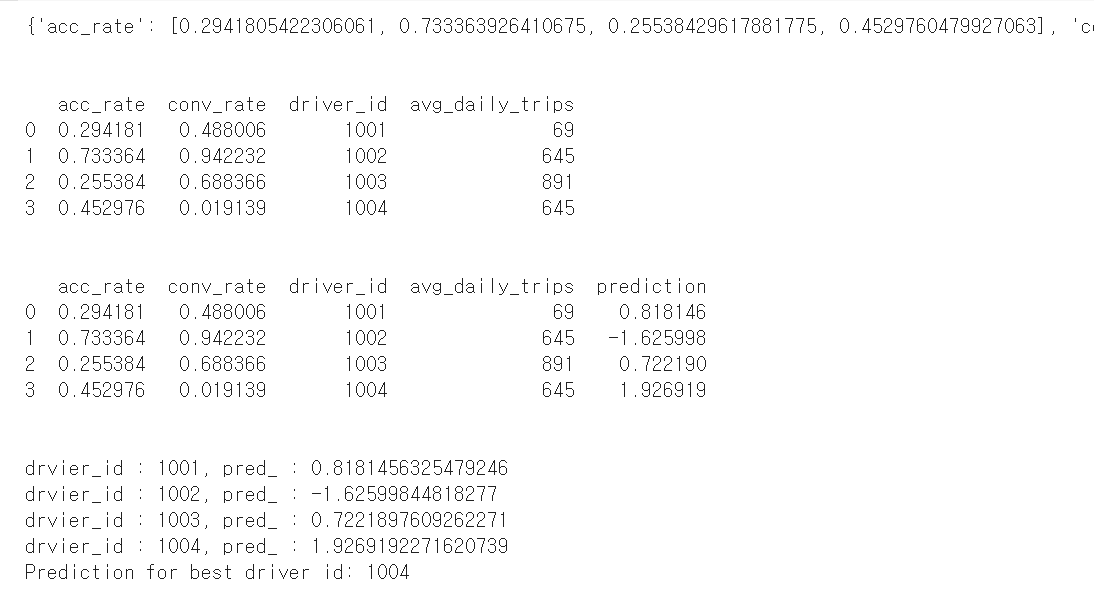 {'acc_rate': [0.2941805422306061, 0.733363926410675, 0.25538429617881775, 0.4529760479927063], 'c
acc_rate conv_rate driver_id avg_daily_trips
0 0.294181 0.488006 1001 69
1 0.733364 0.942232 1002 645
2 0.255384 0.688366 1003 891
3 0.452976 0.019139 1004 645
acc_rate conv_rate driver_id avg_daily_trips prediction
0 0.294181 0.488006 1001 69 0.818146
1 0.733364 0.942232 1002 645 -1.625998
2 0.255384 0.688366 1003 891 0.722190
3 0.452976 0.019139 1004 645 1.926919
drvier_id : 1001, pred_ : 0.8181456325479246
drvier_id : 1002, pred_ : -1.62599844818277
drvier_id : 1003, pred_ : 0.7221897609262271
drvier_id : 1004, pred_ : 1.9269192271620739
Prediction for best driver id: 1004